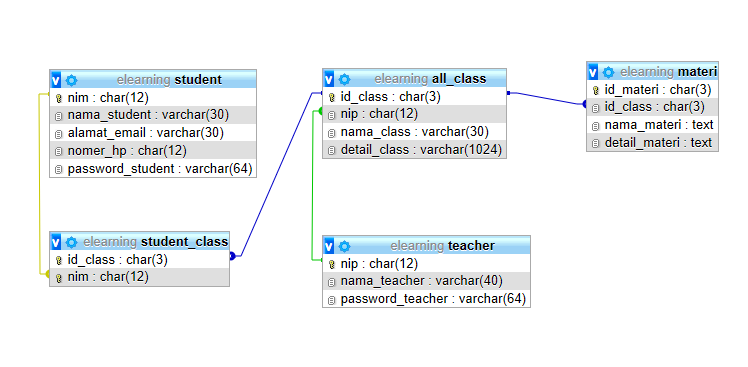 v elearning student
nim : char(12)
nama_student : varchar(30)
alamat_email : varchar(30)
nomer_hp : char(12)
password_student : varchar(64)
v elearning student_class
id_class : char(3)
nim : char(12)
v elearning all_class
id_class : char(3)
nip : char(12)
nama_class : varchar(30)
detail_class : varchar(1024)
v elearning teacher
nip : char(12)
nama_teacher : varchar(40)
password_teacher : varchar(64)
v elearning materi
id_materi : char(3)
id_class : char(3)
nama_materi : text
detail_materi : text